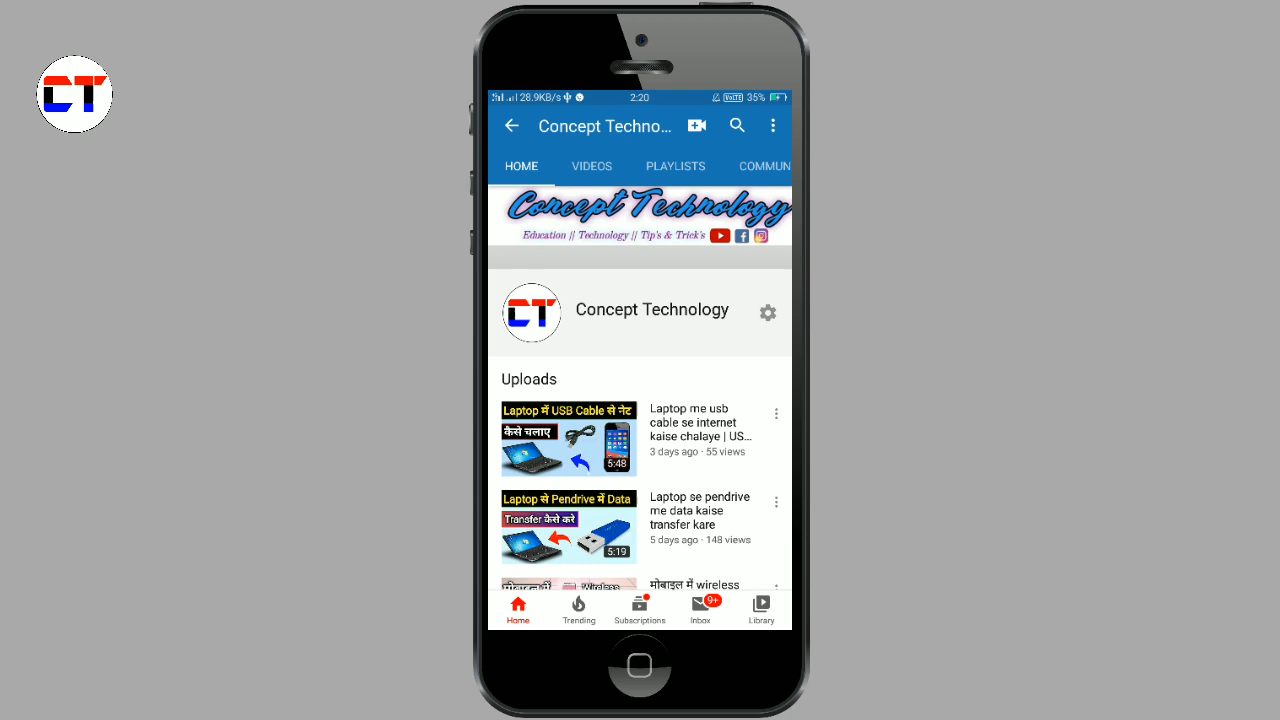 CT
28.9KB/s 2:20 VoLTE 35%
Concept Techno...
HOME VIDEOS PLAYLISTS COMMUN
Concept Technology
Education || Technology || Tip's & Trick's
CT
Concept Technology
Uploads
Laptop में USB Cable से नेट
कैसे चलाए
5:48
Laptop me usb
cable se internet
kaise chalaye | US...
3 days ago · 55 views
Laptop से Pendrive में Data
Transfer कैसे करे
5:19
Laptop se pendrive
me data kaise
transfer kare
5 days ago · 148 views
मोबाइल में Wireless
मोबाइल में wireless
9+
Home Trending Subscriptions Inbox Library